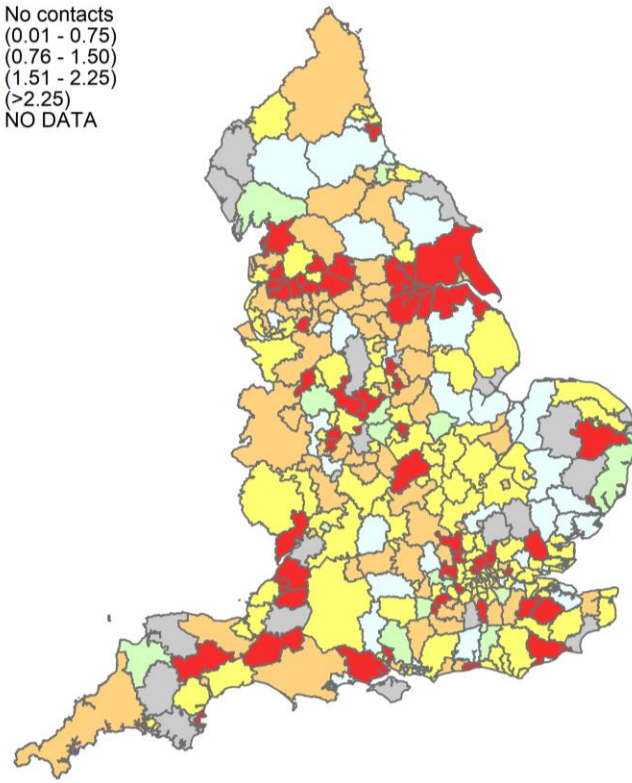 No contacts
(0.01 - 0.75)
(0.76 - 1.50)
(1.51 - 2.25)
(>2.25)
NO DATA